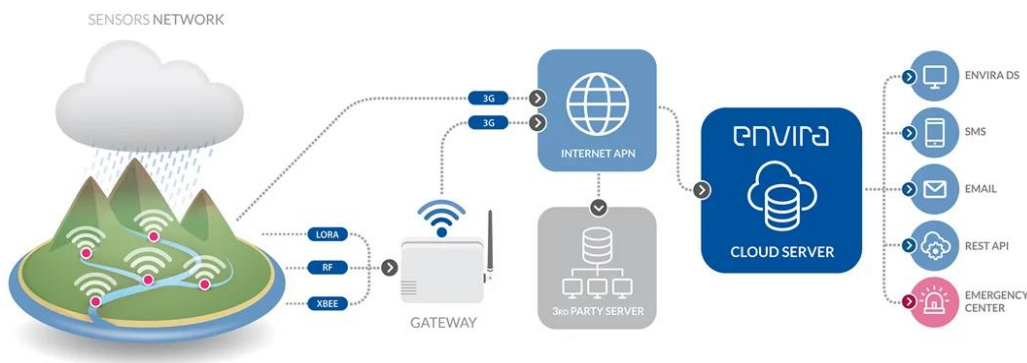 SENSORS NETWORK
3G
3G
LORA
RF
XBEE
GATEWAY
INTERNET APN
3RD PARTY SERVER
envira
CLOUD SERVER
ENVIRA DS
SMS
EMAIL
REST API
EMERGENCY
CENTER